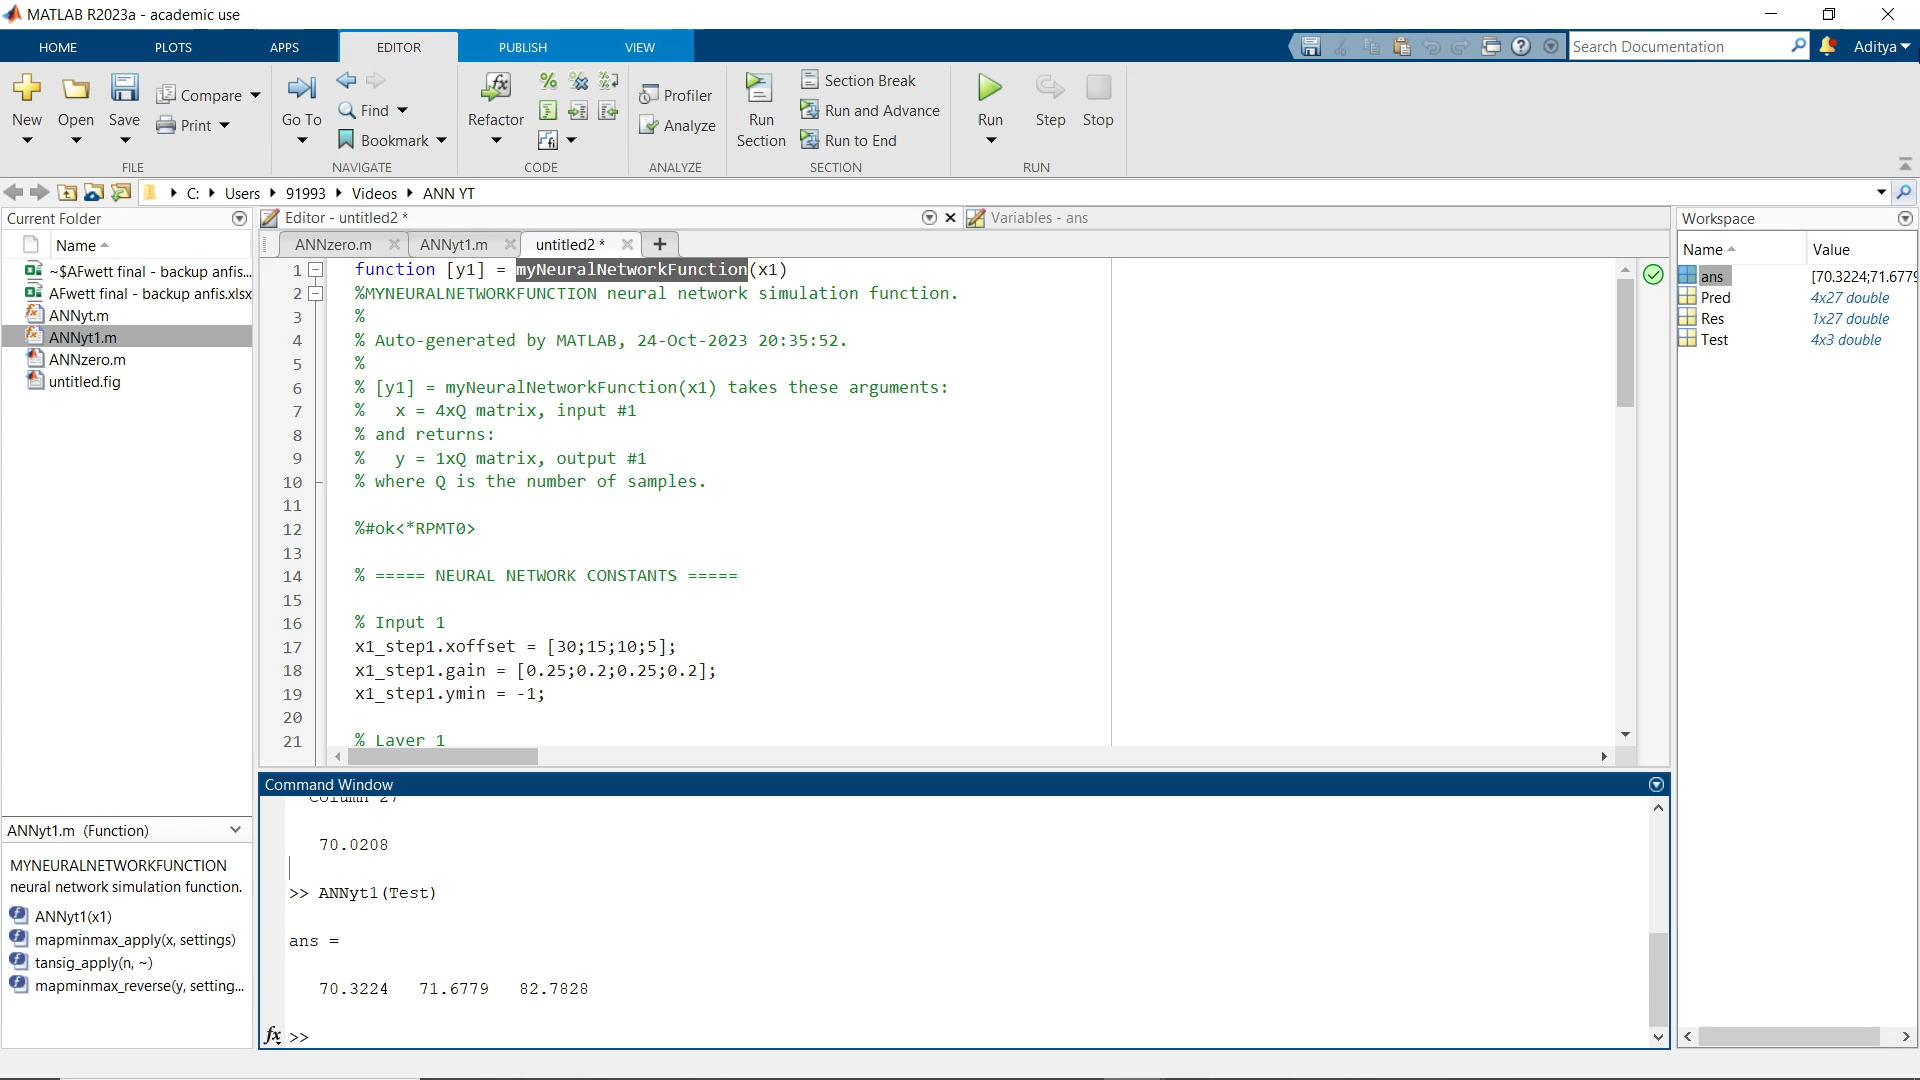 MATLAB R2023a - academic use
HOME PLOTS APPS EDITOR PUBLISH VIEW
Search Documentation
Aditya
New Open Save Compare Print
FILE
Go To Find Bookmark
NAVIGATE
Refactor
CODE
Profiler Analyze
ANALYZE
Run Section Section Break Run and Advance Run to End
SECTION
Run Step Stop
RUN
C: Users 91993 Videos ANN YT
Current Folder
Name
~$AFwett final - backup anfis...
AFwett final - backup anfis.xlsx
ANNyt.m
ANNyt1.m
ANNzero.m
untitled.fig
ANNyt1.m (Function)
MYNEURALNETWORKFUNCTION
neural network simulation function.
ANNyt1(x1)
mapminmax_apply(x, settings)
tansig_apply(n, ~)
mapminmax_reverse(y, setting...
Editor - untitled2 *
Variables - ans
ANNzero.m ANNyt1.m untitled2 * +
1 function [y1] = myNeuralNetworkFunction(x1)
2 %MYNEURALNETWORKFUNCTION neural network simulation function.
3 %
4 % Auto-generated by MATLAB, 24-Oct-2023 20:35:52.
5 %
6 % [y1] = myNeuralNetworkFunction(x1) takes these arguments:
7 % x = 4xQ matrix, input #1
8 % and returns:
9 % y = 1xQ matrix, output #1
10 % where Q is the number of samples.
11
12 %#ok<*RPMT0>
13
14 % ===== NEURAL NETWORK CONSTANTS =====
15
16 % Input 1
17 x1_step1.xoffset = [30;15;10;5];
18 x1_step1.gain = [0.25;0.2;0.25;0.2];
19 x1_step1.ymin = -1;
20
21 % Layer 1
Command Window
Column 27
70.0208
>> ANNyt1(Test)
ans =
70.3224 71.6779 82.7828
fx >>
Workspace
Name Value
ans [70.3224;71.6779
Pred 4x27 double
Res 1x27 double
Test 4x3 double